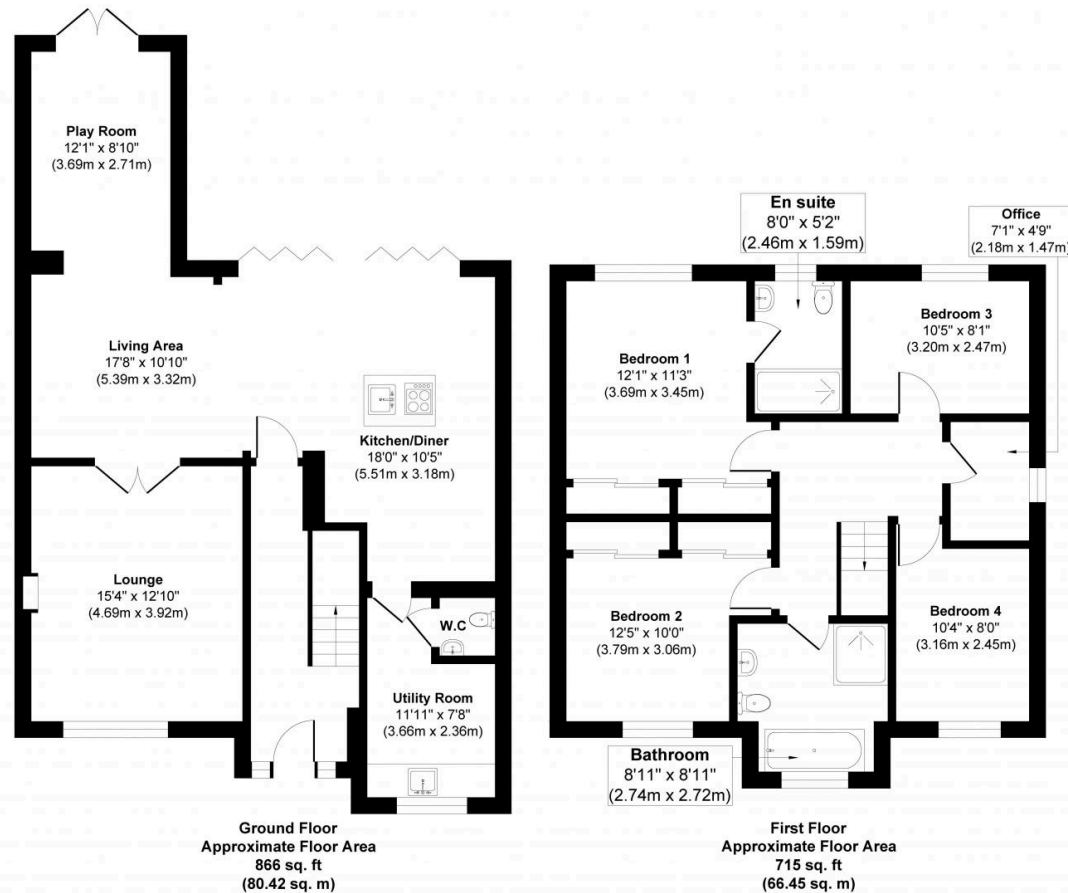 Play Room
12'1" x 8'10"
(3.69m x 2.71m)
Living Area
17'8" x 10'10"
(5.39m x 3.32m)
Kitchen/Diner
18'0" x 10'5"
(5.51m x 3.18m)
Lounge
15'4" x 12'10"
(4.69m x 3.92m)
W.C
Utility Room
11'11" x 7'8"
(3.66m x 2.36m)
Ground Floor
Approximate Floor Area
866 sq. ft
(80.42 sq. m)
En suite
8'0" x 5'2"
(2.46m x 1.59m)
Office
7'1" x 4'9"
(2.18m x 1.47m)
Bedroom 1
12'1" x 11'3"
(3.69m x 3.45m)
Bedroom 3
10'5" x 8'1"
(3.20m x 2.47m)
Bedroom 2
12'5" x 10'0"
(3.79m x 3.06m)
Bedroom 4
10'4" x 8'0"
(3.16m x 2.45m)
Bathroom
8'11" x 8'11"
(2.74m x 2.72m)
First Floor
Approximate Floor Area
715 sq. ft
(66.45 sq. m)